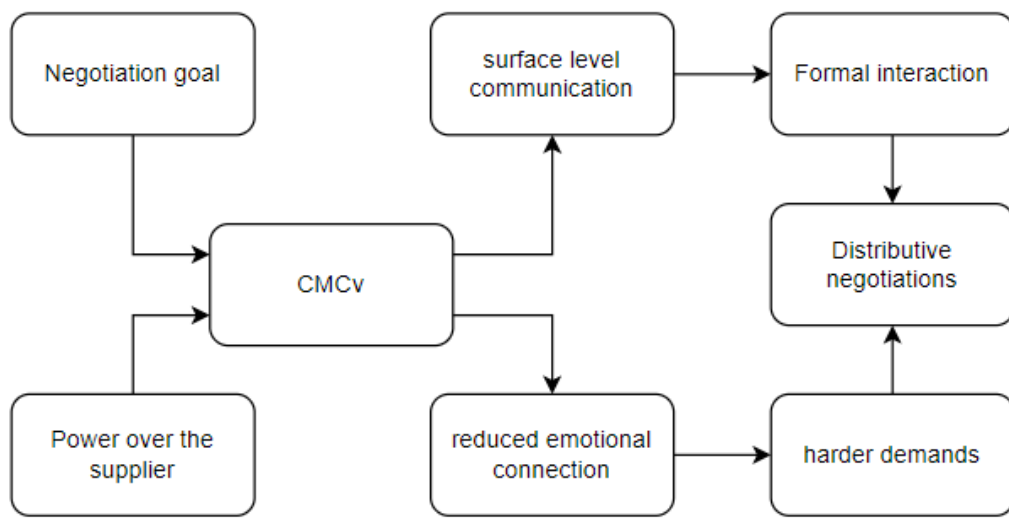 Negotiation goal
surface level
communication
Formal interaction
CMCv
Distributive
negotiations
Power over the
supplier
reduced emotional
connection
harder demands